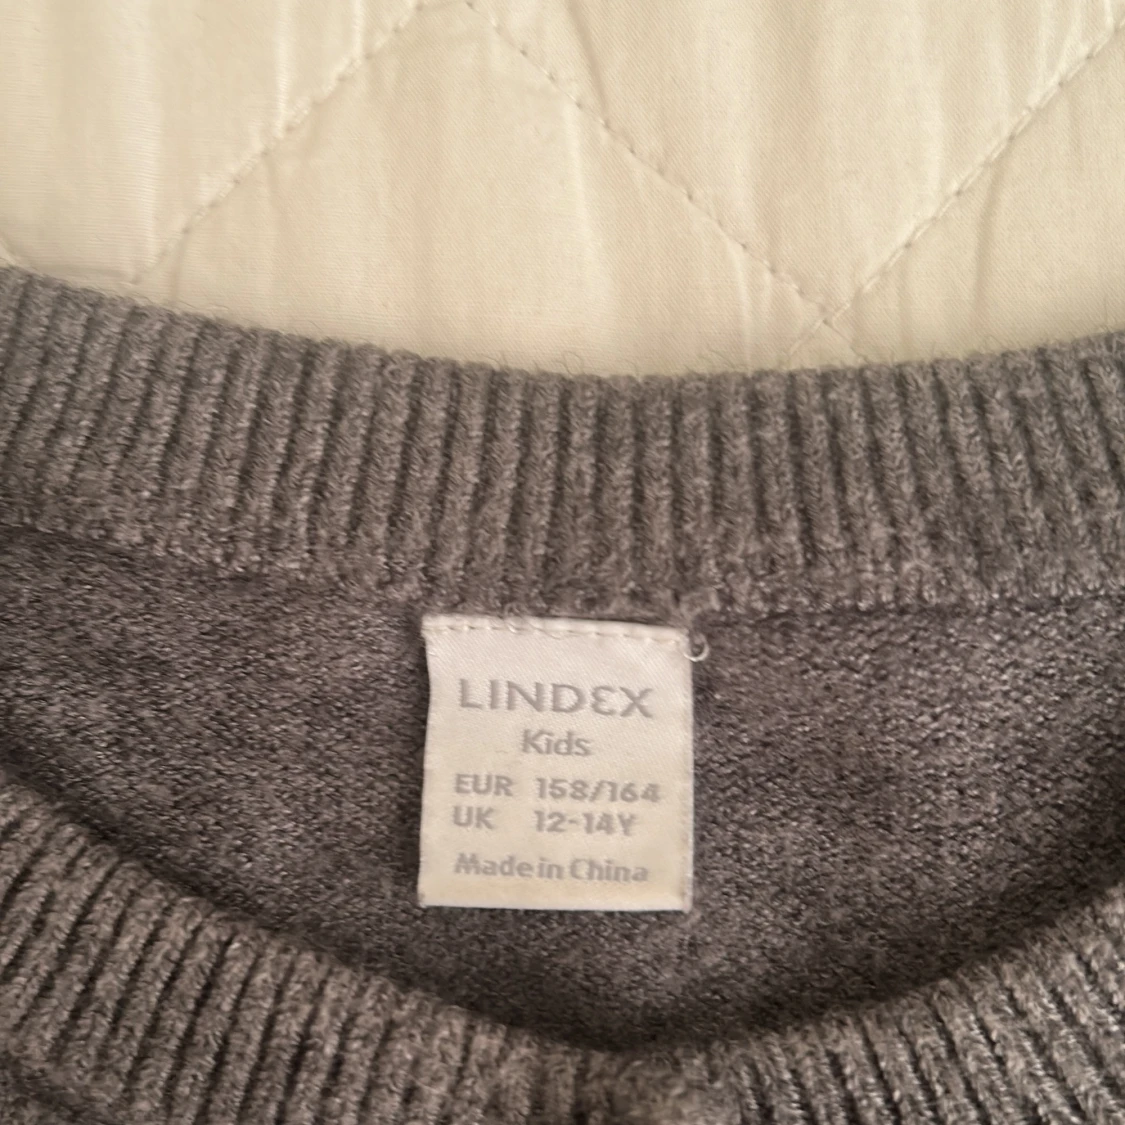 LINDEX
Kids
EUR 158/164
UK 12-14Y
Made in China